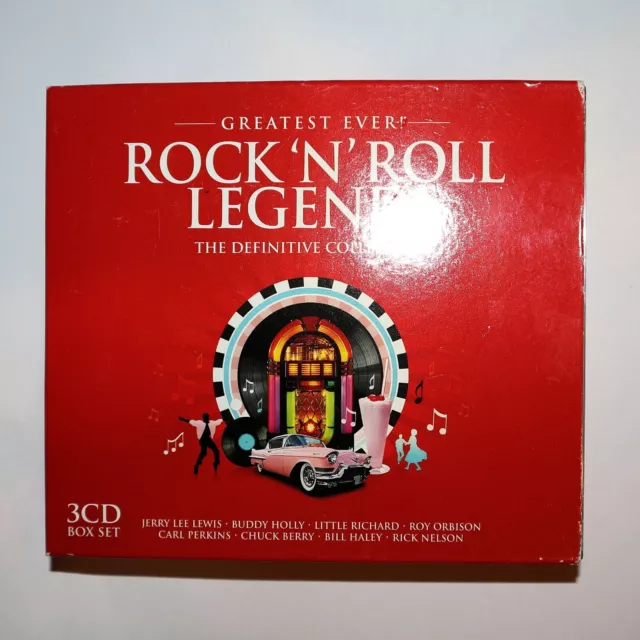 GREATEST EVER!
ROCK 'N' ROLL
LEGEND
THE DEFINITIVE
3CD
BOX SET
JERRY LEE LEWIS · BUDDY HOLLY · LITTLE RICHARD · ROY ORBISON
CARL PERKINS · CHUCK BERRY · BILL HALEY · RICK NELSON